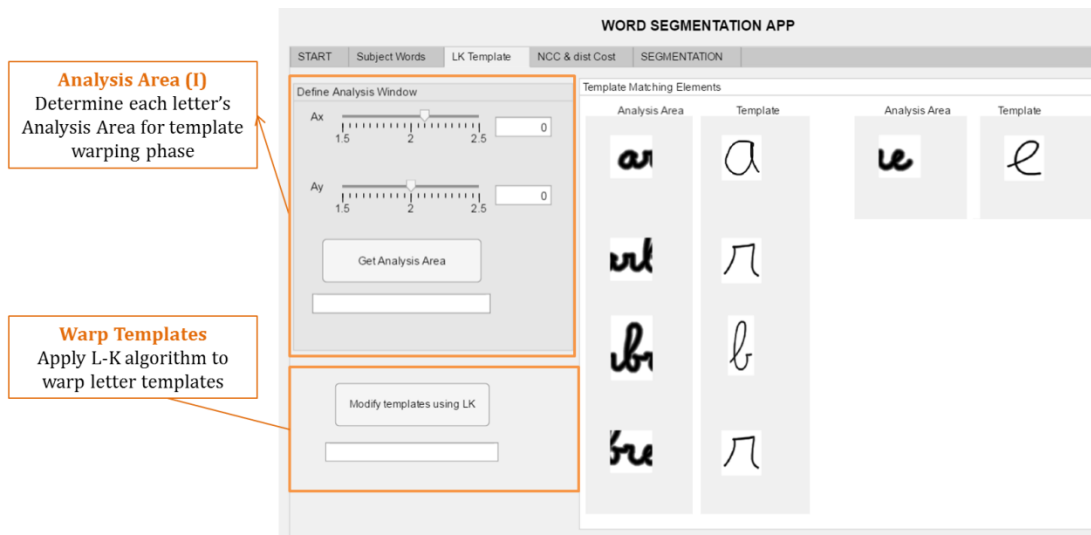 WORD SEGMENTATION APP
START Subject Words LK Template NCC & dist Cost SEGMENTATION
Analysis Area (I)
Determine each letter's
Analysis Area for template
warping phase
Define Analysis Window
Ax
1.5 2 2.5
0
Ay
1.5 2 2.5
0
Get Analysis Area
Warp Templates
Apply L-K algorithm to
warp letter templates
Modify templates using LK
Template Matching Elements
Analysis Area Template Analysis Area Template
a
e
b